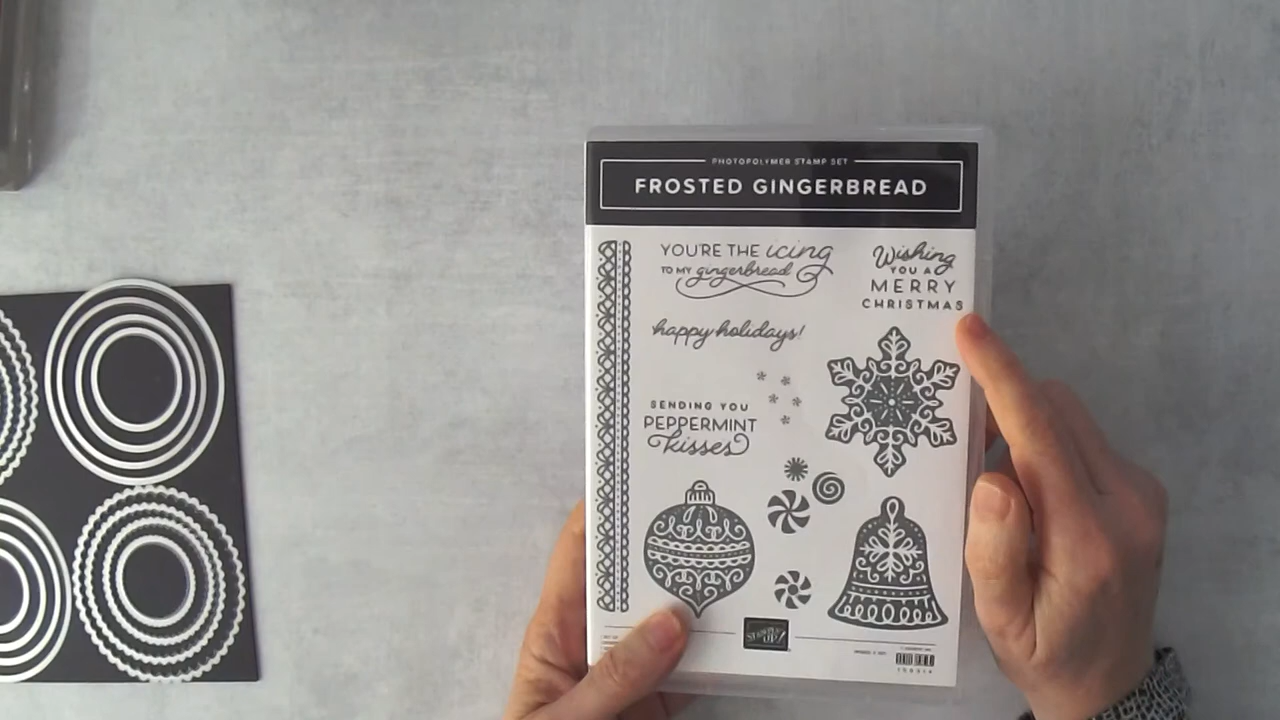 PHOTOPOLYMER STAMP SET
FROSTED GINGERBREAD
YOU'RE THE icing
TO MY gingerbread
Wishing
YOU A
MERRY
CHRISTMAS
happy holidays!
SENDING YOU
PEPPERMINT
kisses
STAMPIN' UP!